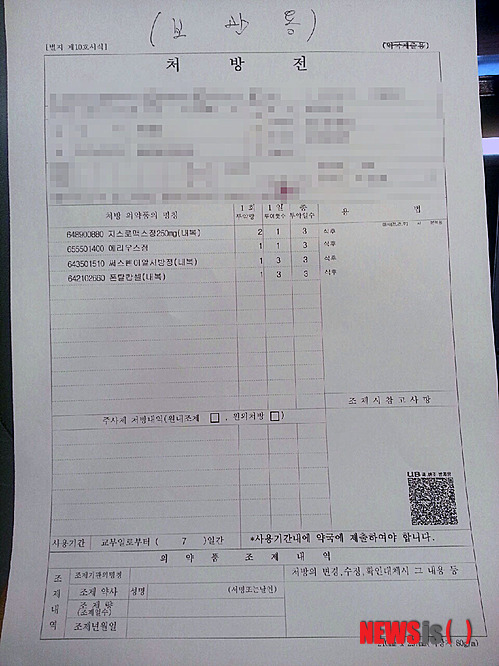 (보관용)
[별지 제10호서식]
(약국제출용)
처 방 전
처방 의약품의 명칭 1회 투약량 1일 투여횟수 총 투약일수 용 법
648900880 지스로맥스정250mg(내복) 2 1 3 식후
655501400 에리우스정 1 1 3 식후
643501510 써스펜이알서방정(내복) 1 3 3 식후
642102660 폰탈캅셀(내복) 1 3 3 식후
조제시 참고사항
주사제 처방내역(원내조제 □ , 원외처방 □ )
사용기간 교부일로부터 ( 7 )일간 *사용기간내에 약국에 제출하여야 합니다.
의 약 품 조 제 내 역
조 제 내 역
조제기관의명칭 처방의 변경,수정,확인대체시 그 내용 등
조제 약사 성명 (서명또는날인)
조 제 량
(조제일수)
조제년월일
NEWSis( )